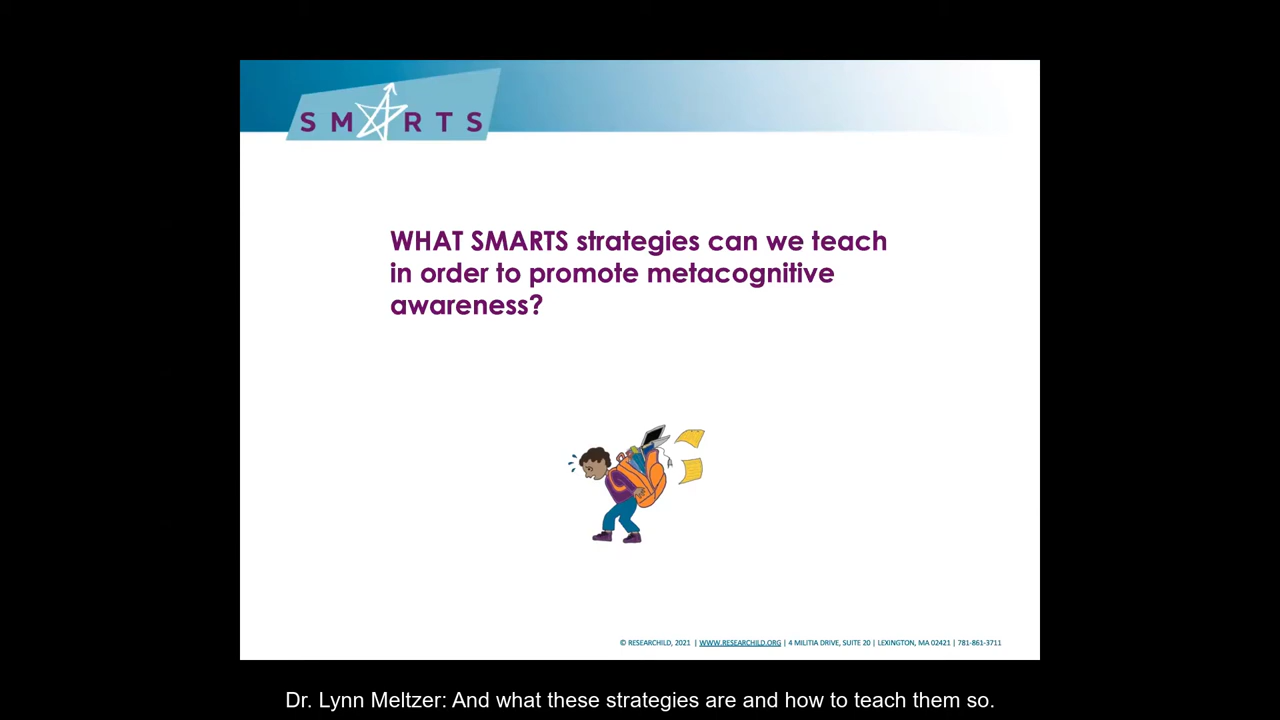 SMARTS
WHAT SMARTS strategies can we teach
in order to promote metacognitive
awareness?
© RESEARCHILD, 2021 | WWW.RESEARCHILD.ORG | 4 MILITIA DRIVE, SUITE 20 | LEXINGTON, MA 02421 | 781-861-3711
Dr. Lynn Meltzer: And what these strategies are and how to teach them so.